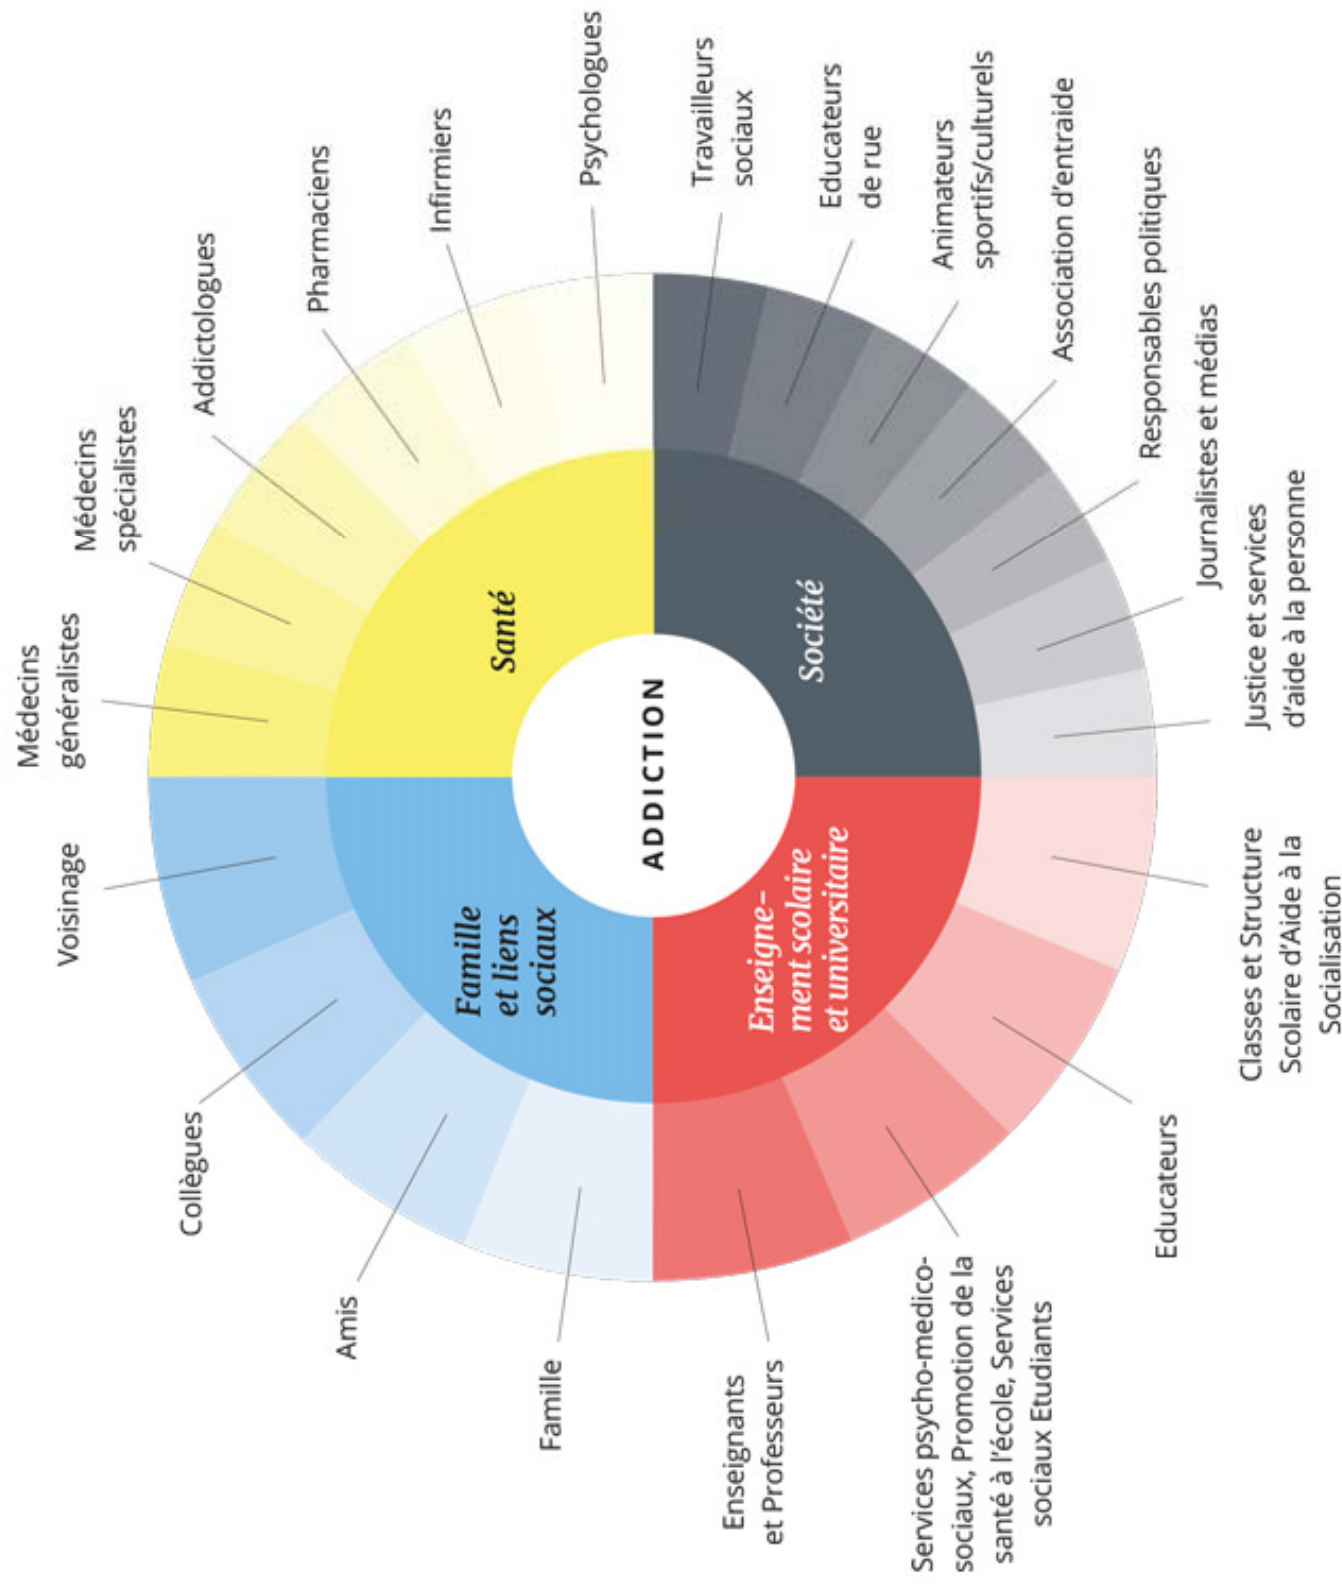 ADDICTION
Santé
Médecins
généralistes
Médecins
spécialistes
Addictologues
Pharmaciens
Infirmiers
Psychologues
Société
Travailleurs
sociaux
Educateurs
de rue
Animateurs
sportifs/culturels
Association d'entraide
Responsables politiques
Journalistes et médias
Justice et services
d'aide à la personne
Enseigne-
ment scolaire
et universitaire
Classes et Structure
Scolaire d'Aide à la
Socialisation
Educateurs
Services psycho-medico-
sociaux, Promotion de la
santé à l'école, Services
sociaux Etudiants
Enseignants
et Professeurs
Famille
et liens
sociaux
Famille
Amis
Collègues
Voisinage